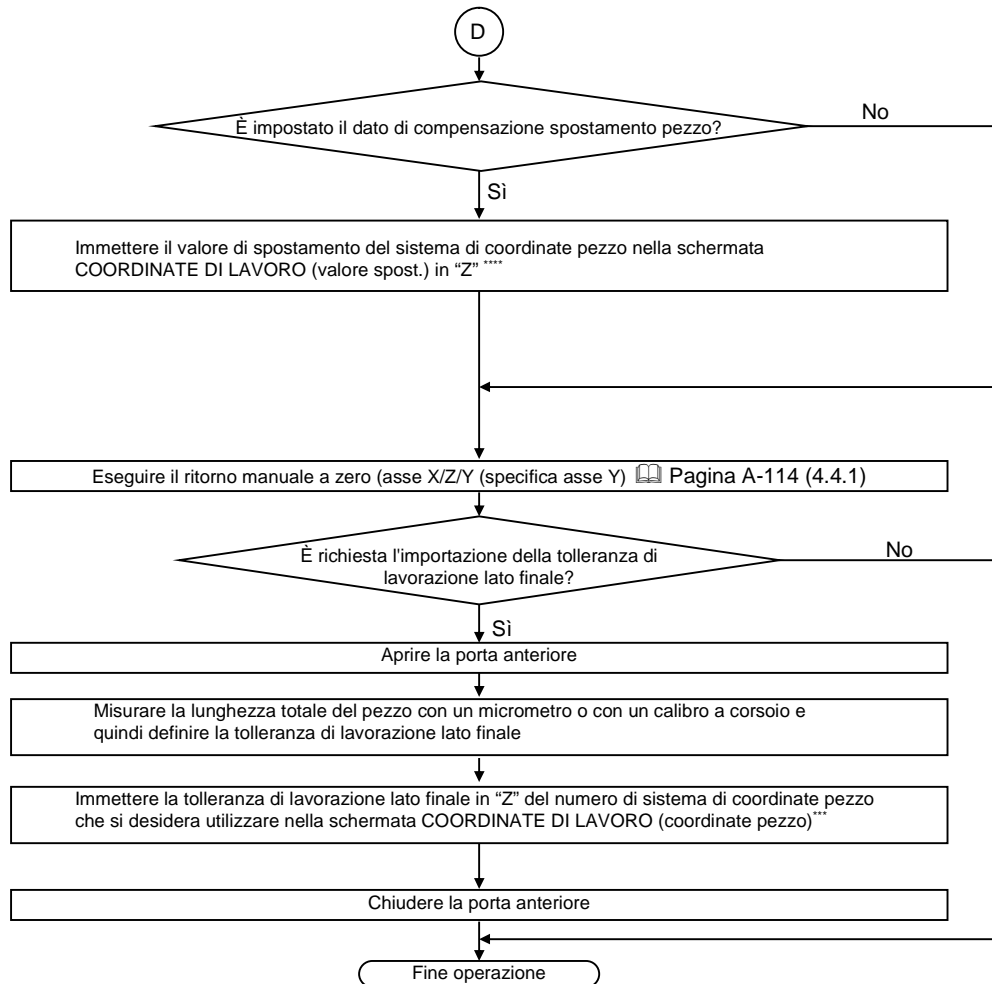 D
È impostato il dato di compensazione spostamento pezzo?
No
Sì
Immettere il valore di spostamento del sistema di coordinate pezzo nella schermata
COORDINATE DI LAVORO (valore spost.) in “Z” ****
Eseguire il ritorno manuale a zero (asse X/Z/Y (specifica asse Y) Pagina A-114 (4.4.1)
È richiesta l'importazione della tolleranza di
lavorazione lato finale?
No
Sì
Aprire la porta anteriore
Misurare la lunghezza totale del pezzo con un micrometro o con un calibro a corsoio e
quindi definire la tolleranza di lavorazione lato finale
Immettere la tolleranza di lavorazione lato finale in “Z” del numero di sistema di coordinate pezzo
che si desidera utilizzare nella schermata COORDINATE DI LAVORO (coordinate pezzo)***
Chiudere la porta anteriore
Fine operazione